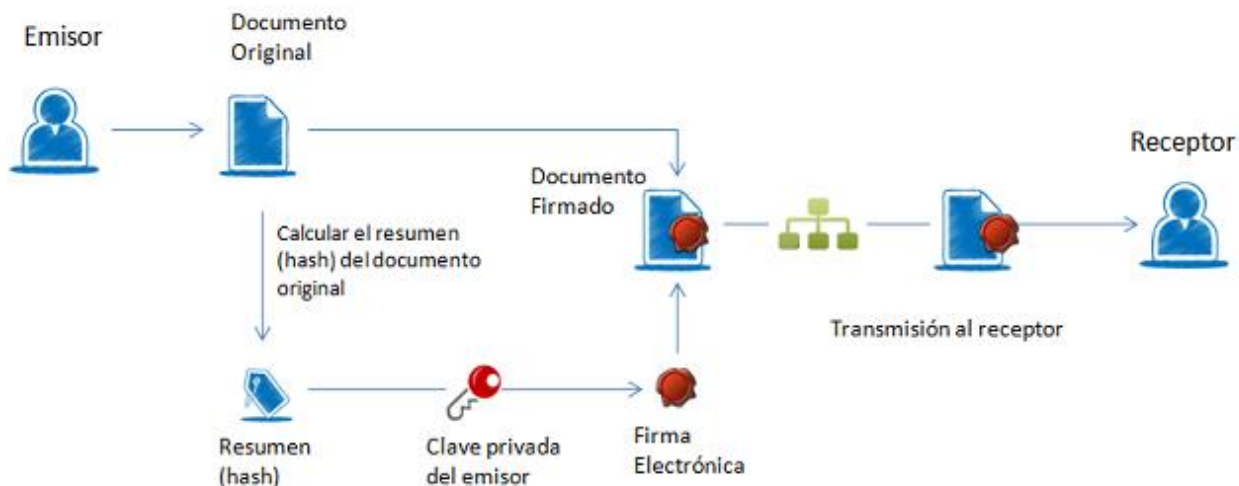 Emisor
Documento
Original
Receptor
Documento
Firmado
Calcular el resumen
(hash) del documento
original
Transmisión al receptor
Resumen
(hash)
Clave privada
del emisor
Firma
Electrónica